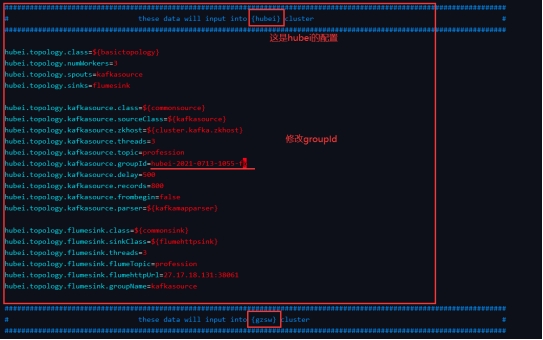 ################################################################################
# these data will input into {hubei} cluster #
################################################################################
这是hubei的配置
hubei.topology.class=${basictopology}
hubei.topology.numWorkers=3
hubei.topology.spouts=kafkasource
hubei.topology.sinks=flumesink
hubei.topology.kafkasource.class=${commonsource}
hubei.topology.kafkasource.sourceClass=${kafkasource}
hubei.topology.kafkasource.zkhost=${cluster.kafka.zkhost}
hubei.topology.kafkasource.threads=3
修改groupId
hubei.topology.kafkasource.topic=profession
hubei.topology.kafkasource.groupId=hubei-2021-0713-1055-f
hubei.topology.kafkasource.delay=500
hubei.topology.kafkasource.records=800
hubei.topology.kafkasource.frombegin=false
hubei.topology.kafkasource.parser=${kafkamapparser}
hubei.topology.flumesink.class=${commonsink}
hubei.topology.flumesink.sinkClass=${flumehttpsink}
hubei.topology.flumesink.threads=3
hubei.topology.flumesink.flumeTopic=profession
hubei.topology.flumesink.flumehttpUrl=27.17.18.131:38061
hubei.topology.flumesink.groupName=kafkasource
################################################################################
# these data will input into {gzsw} cluster #
################################################################################